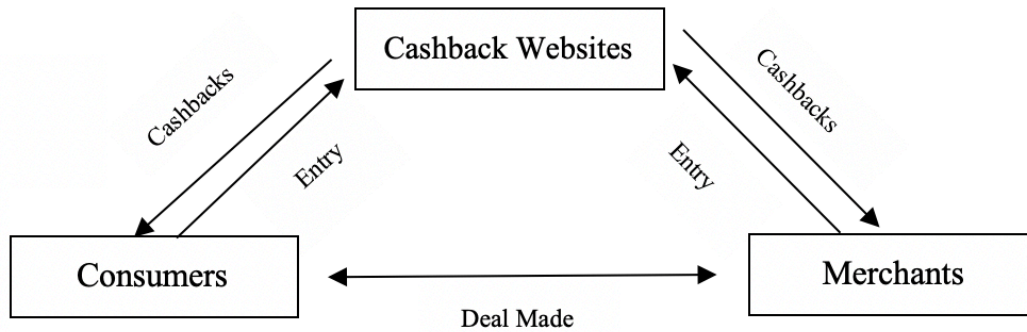 Cashback Websites
Cashbacks
Entry
Cashbacks
Entry
Consumers
Merchants
Deal Made